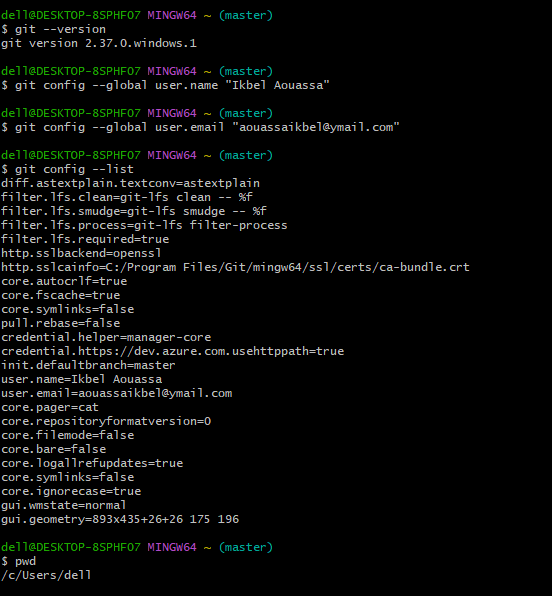 dell@DESKTOP-8SPHFO7 MINGW64 ~ (master)
$ git --version
git version 2.37.0.windows.1
dell@DESKTOP-8SPHFO7 MINGW64 ~ (master)
$ git config --global user.name "Ikbel Aouassa"
dell@DESKTOP-8SPHFO7 MINGW64 ~ (master)
$ git config --global user.email "aouassaikbel@ymail.com"
dell@DESKTOP-8SPHFO7 MINGW64 ~ (master)
$ git config --list
diff.astextplain.textconv=astextplain
filter.lfs.clean=git-lfs clean -- %f
filter.lfs.smudge=git-lfs smudge -- %f
filter.lfs.process=git-lfs filter-process
filter.lfs.required=true
http.sslbackend=openssl
http.sslcainfo=C:/Program Files/Git/mingw64/ssl/certs/ca-bundle.crt
core.autocrlf=true
core.fscache=true
core.symlinks=false
pull.rebase=false
credential.helper=manager-core
credential.https://dev.azure.com.usehttppath=true
init.defaultbranch=master
user.name=Ikbel Aouassa
user.email=aouassaikbel@ymail.com
core.pager=cat
core.repositoryformatversion=0
core.filemode=false
core.bare=false
core.logallrefupdates=true
core.symlinks=false
core.ignorecase=true
gui.wmstate=normal
gui.geometry=893x435+26+26 175 196
dell@DESKTOP-8SPHFO7 MINGW64 ~ (master)
$ pwd
/c/Users/dell